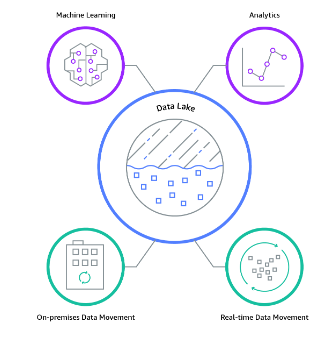 Machine Learning
Analytics
Data Lake
On-premises Data Movement
Real-time Data Movement